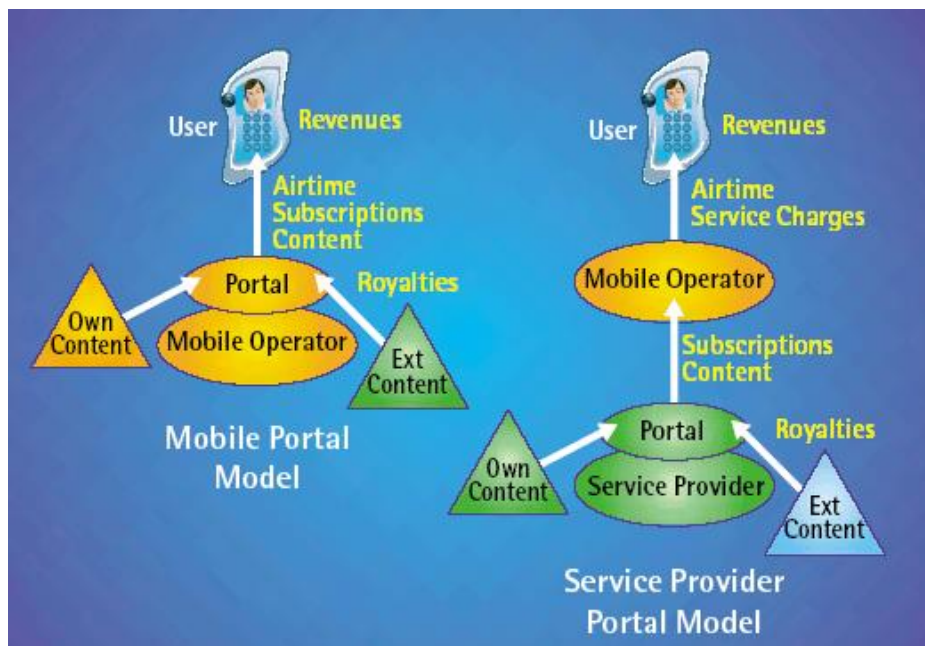 User
Revenues
Airtime
Subscriptions
Content
Portal
Royalties
Own
Content
Mobile Operator
Ext
Content
Mobile Portal
Model
User
Revenues
Airtime
Service Charges
Mobile Operator
Subscriptions
Content
Portal
Royalties
Own
Content
Service Provider
Ext
Content
Service Provider
Portal Model